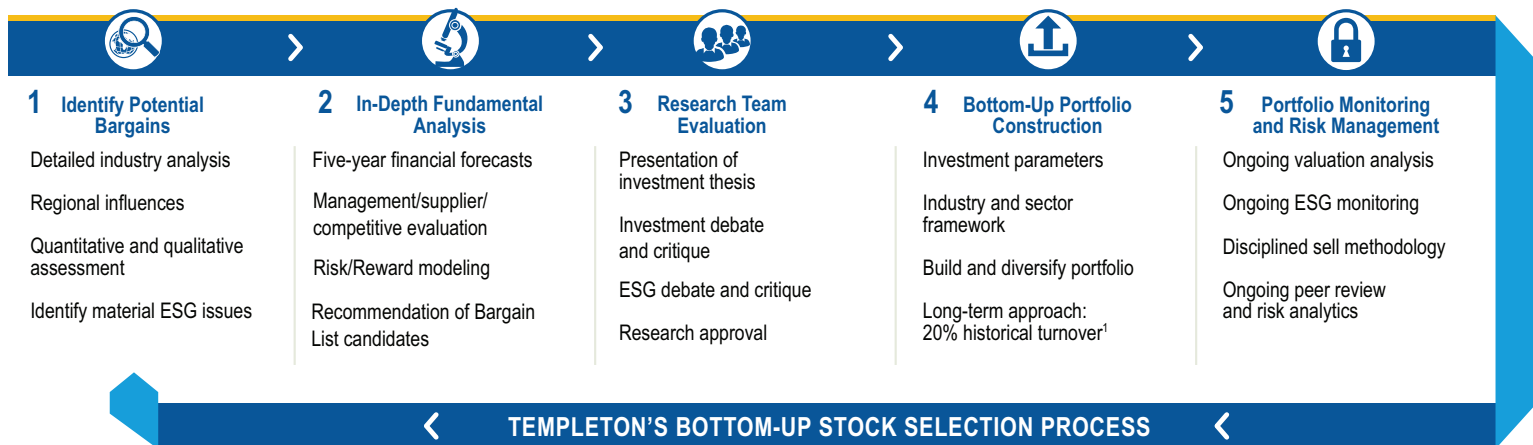 1 Identify Potential
Bargains
Detailed industry analysis
Regional influences
Quantitative and qualitative
assessment
Identify material ESG issues
2 In-Depth Fundamental
Analysis
Five-year financial forecasts
Management/supplier/
competitive evaluation
Risk/Reward modeling
Recommendation of Bargain
List candidates
3 Research Team
Evaluation
Presentation of
investment thesis
Investment debate
and critique
ESG debate and critique
Research approval
4 Bottom-Up Portfolio
Construction
Investment parameters
Industry and sector
framework
Build and diversify portfolio
Long-term approach:
20% historical turnover¹
5 Portfolio Monitoring
and Risk Management
Ongoing valuation analysis
Ongoing ESG monitoring
Disciplined sell methodology
Ongoing peer review
and risk analytics
TEMPLETON'S BOTTOM-UP STOCK SELECTION PROCESS